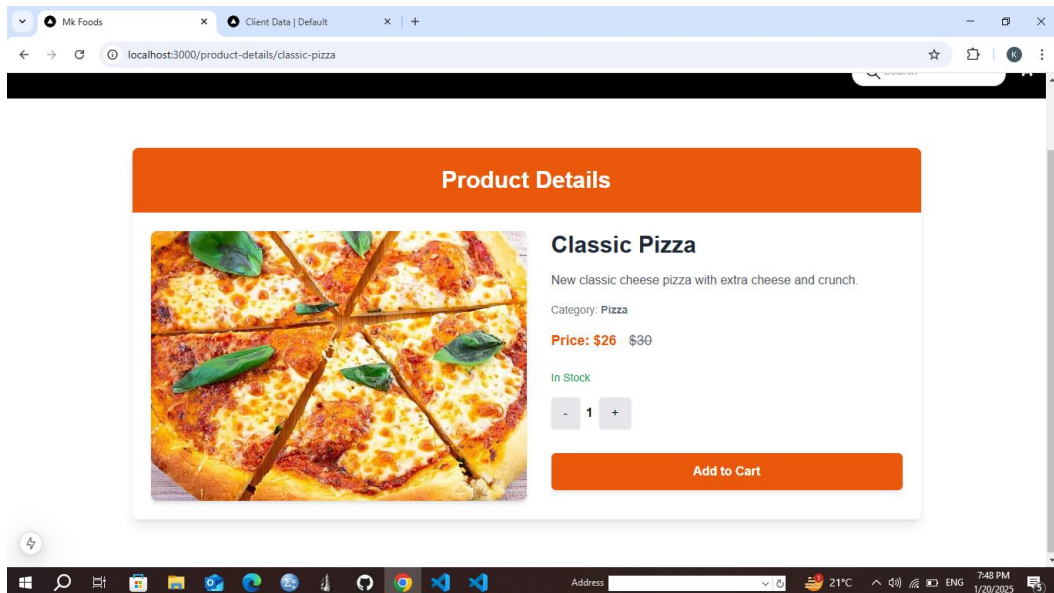 Mk Foods
Client Data | Default
localhost:3000/product-details/classic-pizza
K
Search
Product Details
Classic Pizza
New classic cheese pizza with extra cheese and crunch.
Category: Pizza
Price: $26 $30
In Stock
- 1 +
Add to Cart
Address
21°C
ENG
7:48 PM
1/20/2025
5